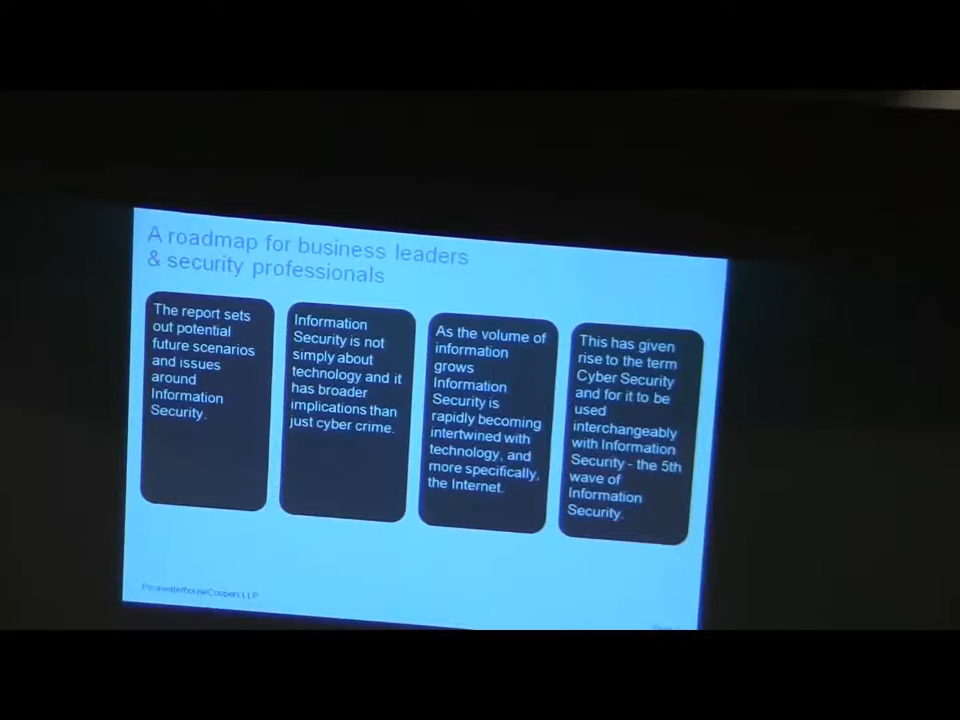 A roadmap for business leaders
& security professionals
The report sets
out potential
future scenarios
and issues
around
Information
Security.
Information
Security is not
simply about
technology and it
has broader
implications than
just cyber crime.
As the volume of
information
grows
Information
Security is
rapidly becoming
intertwined with
technology, and
more specifically,
the Internet.
This has given
rise to the term
Cyber Security
and for it to be
used
interchangeably
with Information
Security - the 5th
wave of
Information
Security.
PricewaterhouseCoopers LLP